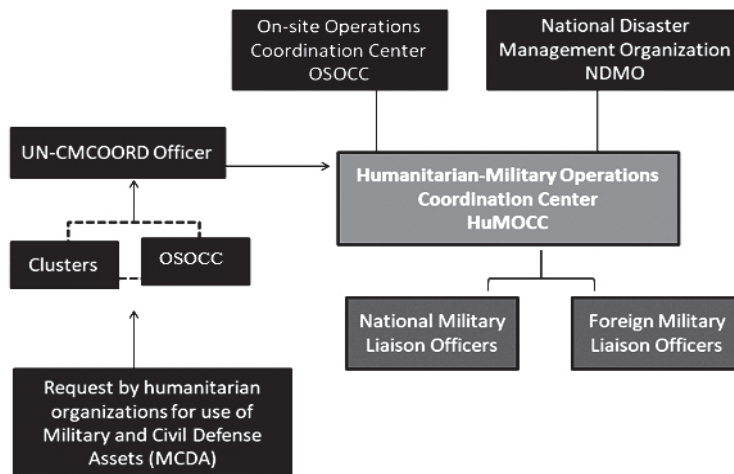 On-site Operations
Coordination Center
OSOCC
National Disaster
Management Organization
NDMO
UN-CMCOORD Officer
Humanitarian-Military Operations
Coordination Center
HuMOCC
Clusters
OSOCC
National Military
Liaison Officers
Foreign Military
Liaison Officers
Request by humanitarian
organizations for use of
Military and Civil Defense
Assets (MCDA)